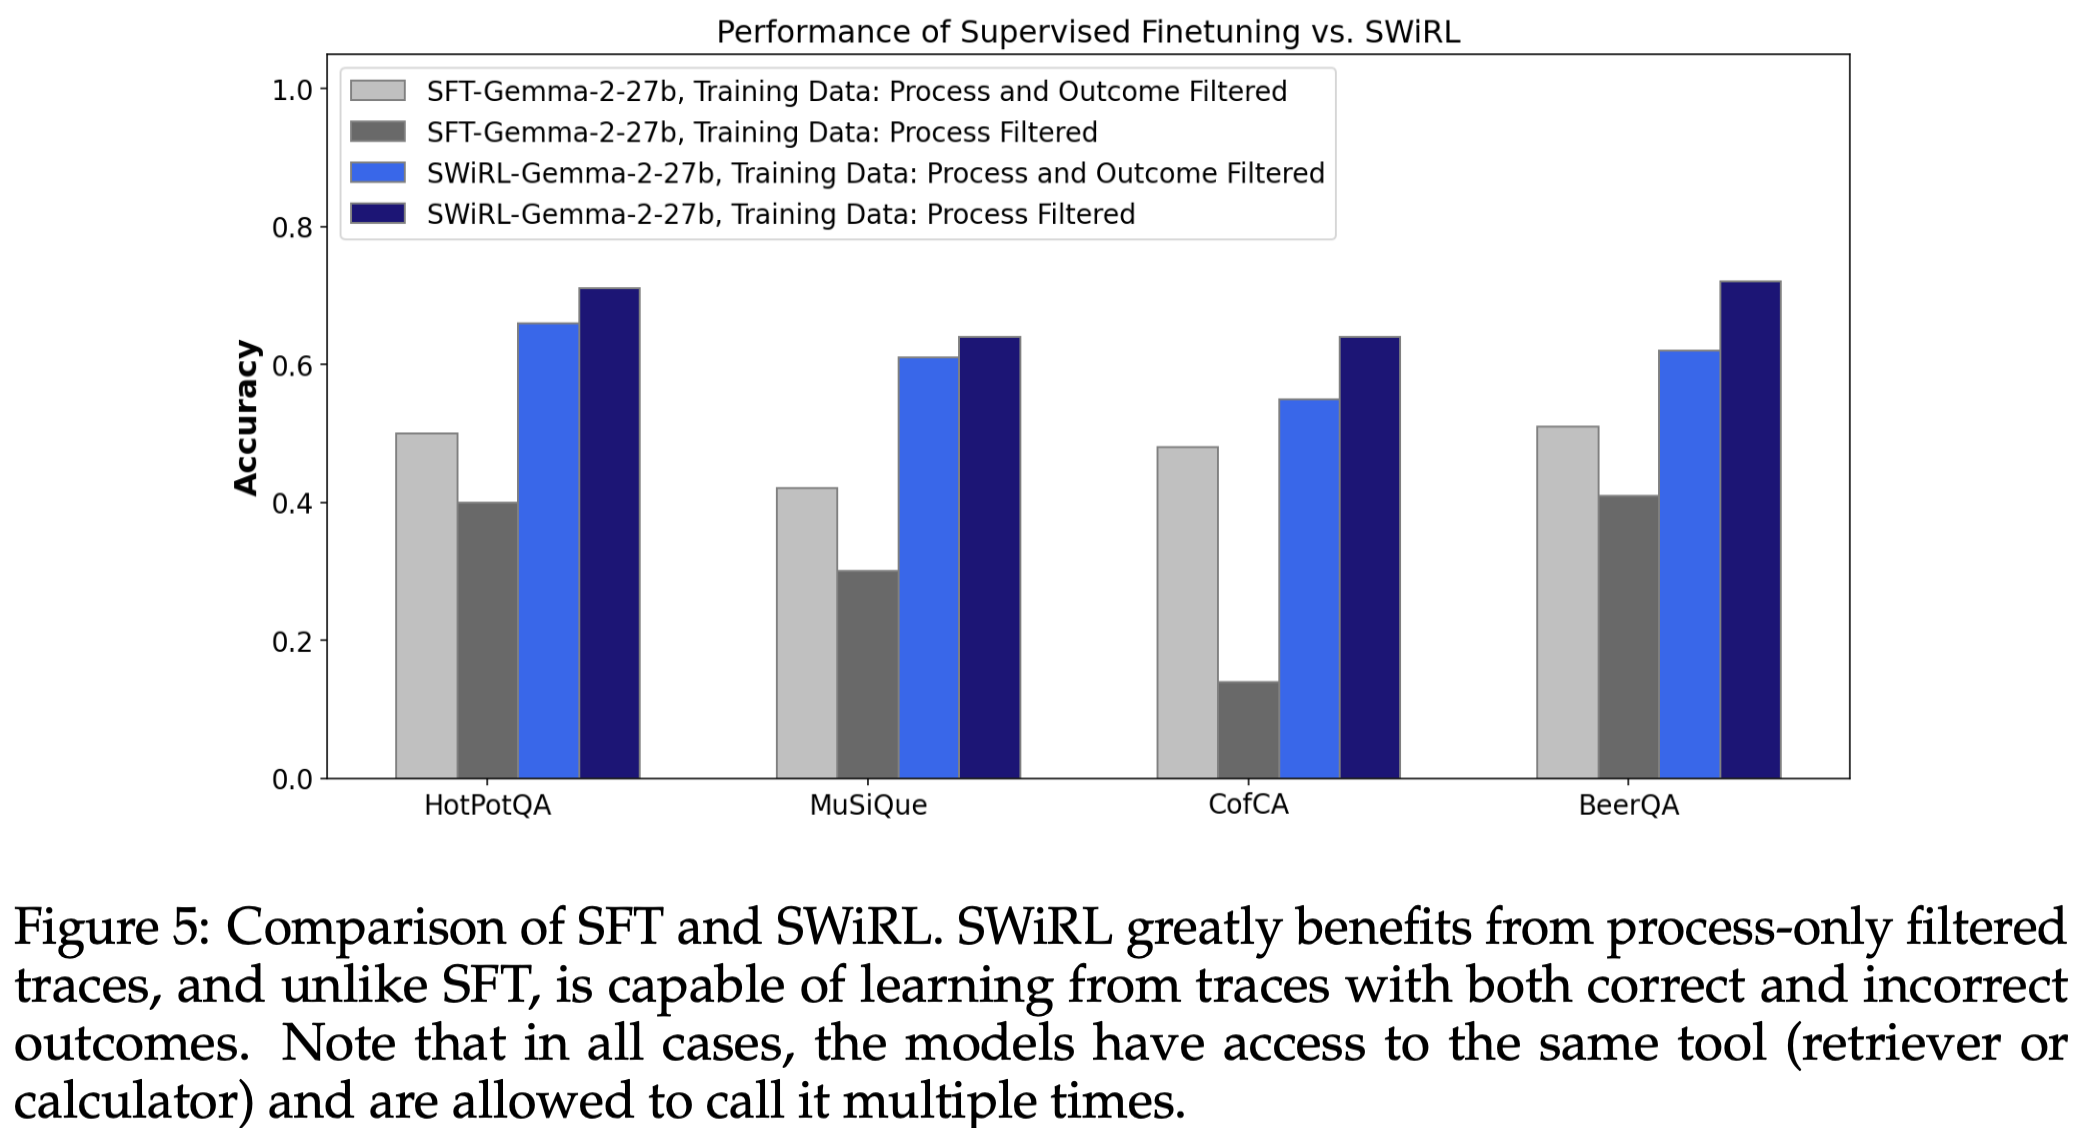 Performance of Supervised Finetuning vs. SWiRL
1.0
SFT-Gemma-2-27b, Training Data: Process and Outcome Filtered
SFT-Gemma-2-27b, Training Data: Process Filtered
SWiRL-Gemma-2-27b, Training Data: Process and Outcome Filtered
SWiRL-Gemma-2-27b, Training Data: Process Filtered
0.8
0.6
Accuracy
0.4
0.2
0.0
HotPotQA
MuSiQue
CofCA
BeerQA
Figure 5: Comparison of SFT and SWiRL. SWiRL greatly benefits from process-only filtered
traces, and unlike SFT, is capable of learning from traces with both correct and incorrect
outcomes. Note that in all cases, the models have access to the same tool (retriever or
calculator) and are allowed to call it multiple times.